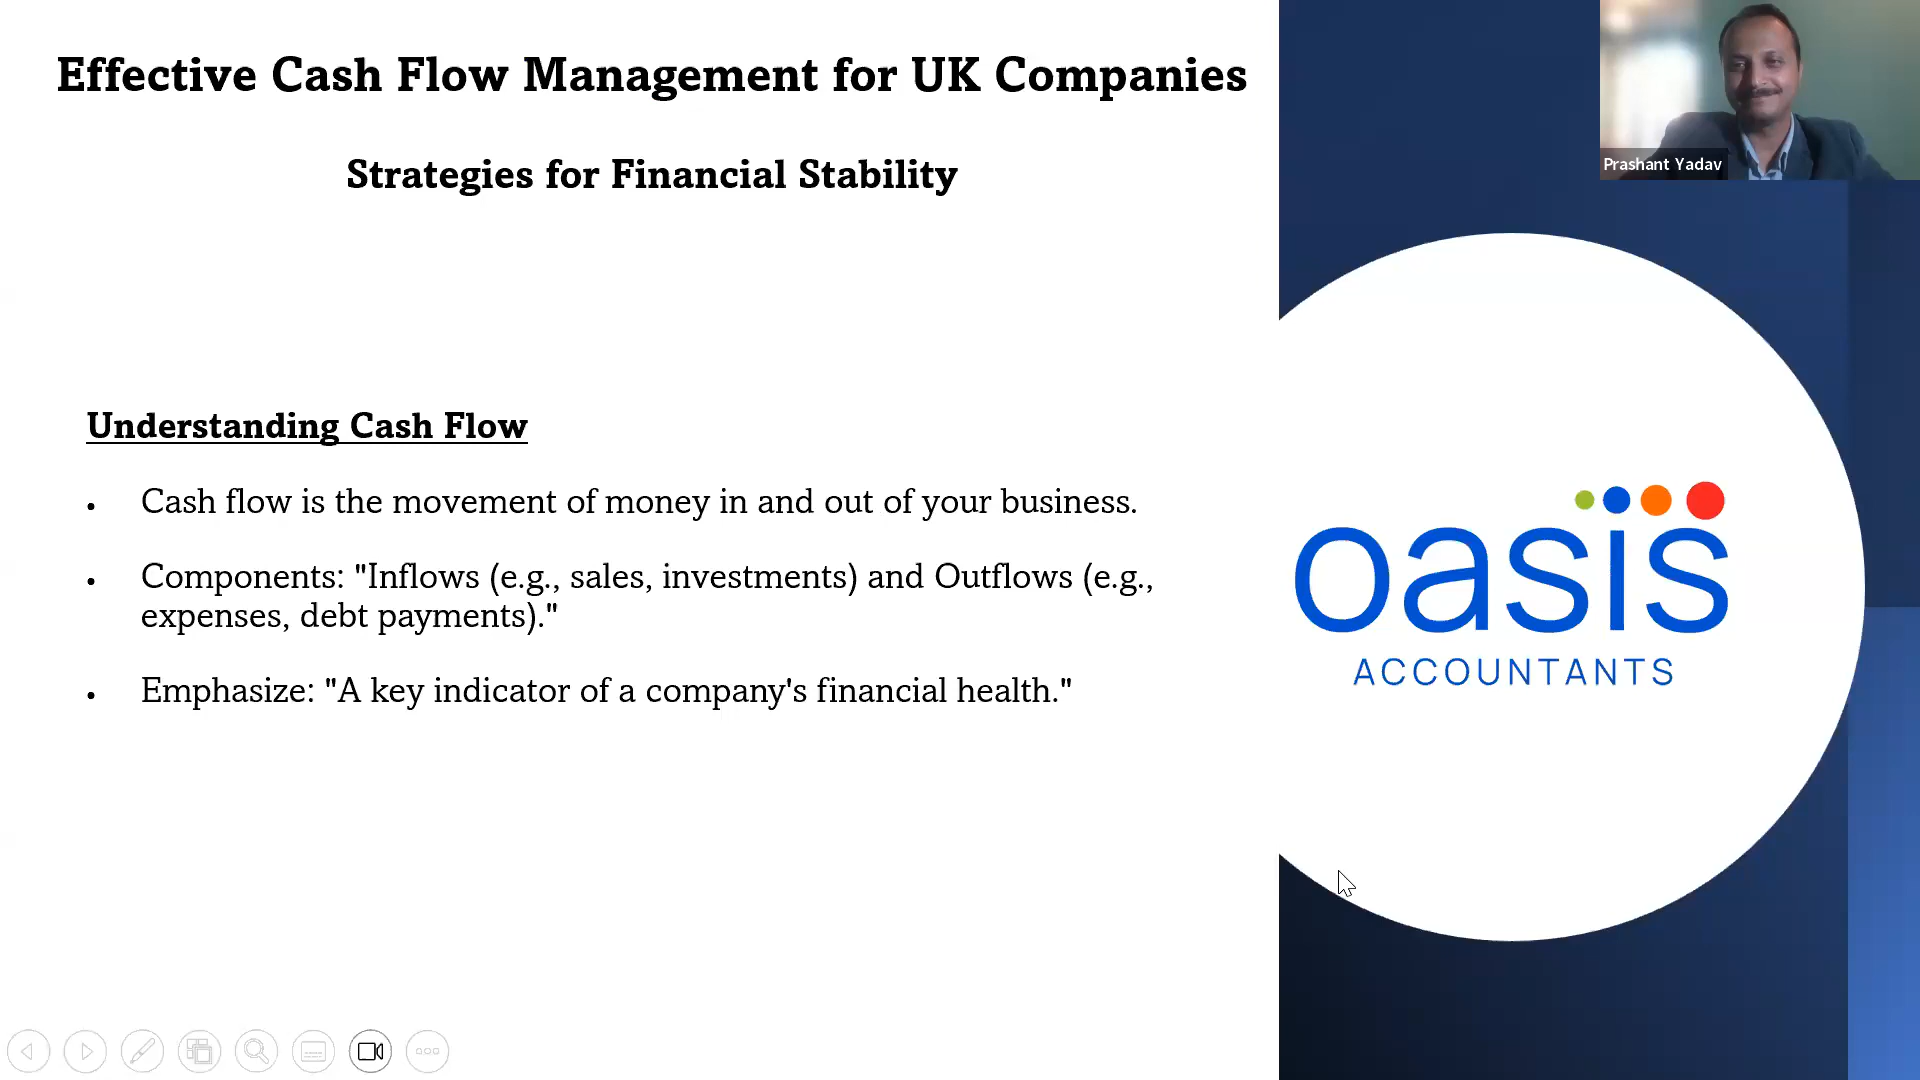 Effective Cash Flow Management for UK Companies
Strategies for Financial Stability
Prashant Yadav
Understanding Cash Flow
• Cash flow is the movement of money in and out of your business.
• Components: "Inflows (e.g., sales, investments) and Outflows (e.g.,
expenses, debt payments)."
• Emphasize: "A key indicator of a company's financial health."
oasis
ACCOUNTANTS